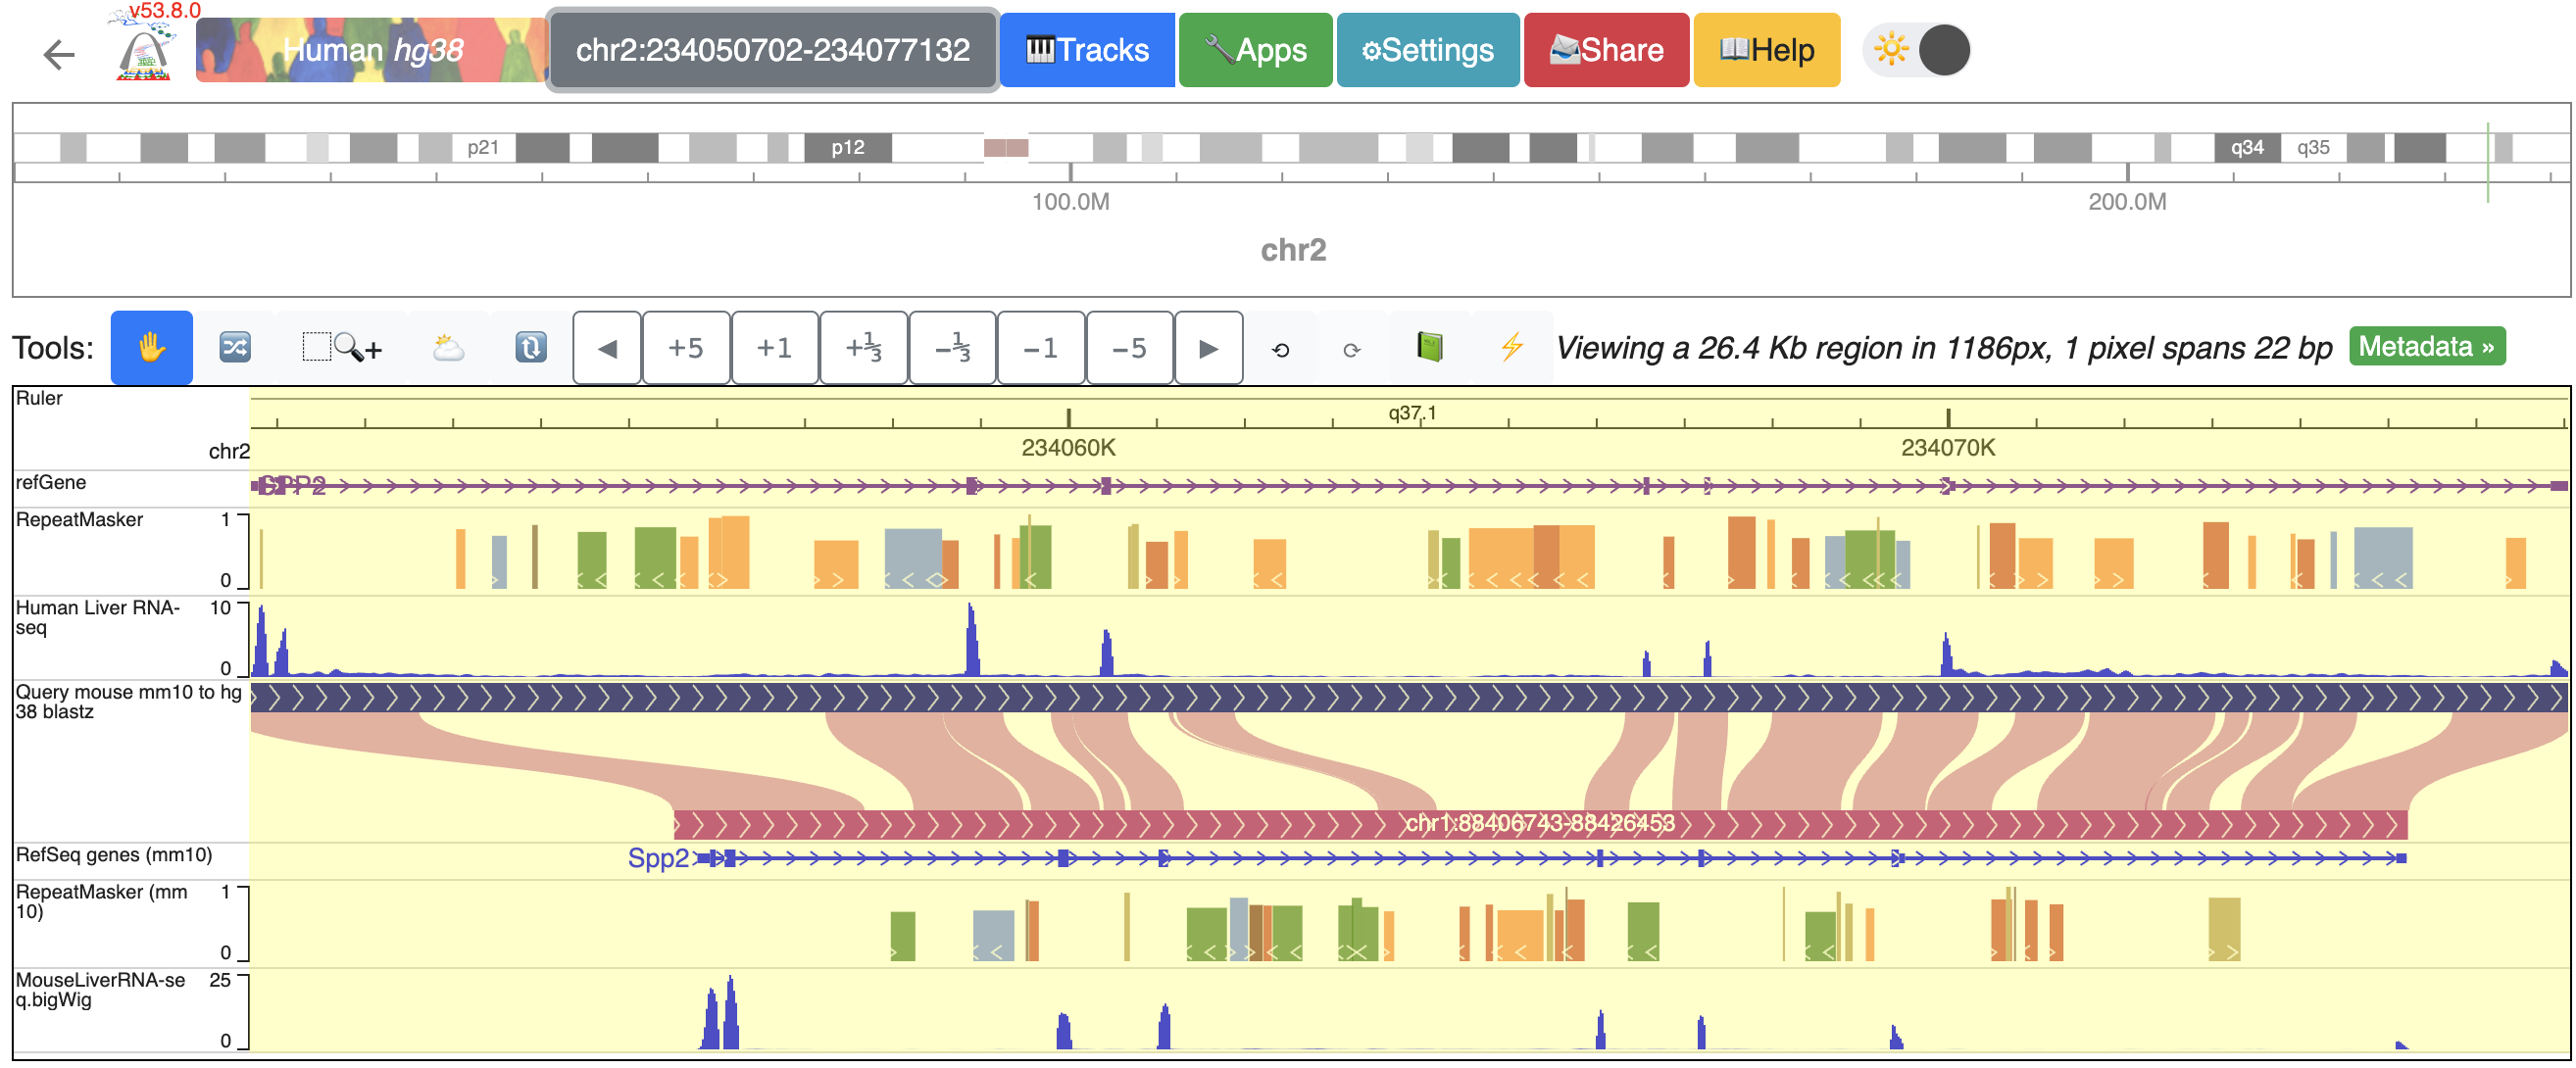 v53.8.0
Human hg38
chr2:234050702-234077132
Tracks
Apps
Settings
Share
Help
p21
p12
q34
q35
100.0M
200.0M
chr2
Tools:
+5
+1
+⅓
-⅓
-1
-5
Viewing a 26.4 Kb region in 1186px, 1 pixel spans 22 bp
Metadata »
Ruler
q37.1
chr2
234060K
234070K
refGene
SPP2
RepeatMasker
1
0
Human Liver RNA-
seq
10
0
Query mouse mm10 to hg
38 blastz
chr1:88406743-88426453
RefSeq genes (mm10)
Spp2
RepeatMasker (mm
10)
1
0
MouseLiverRNA-se
q.bigWig
25
0